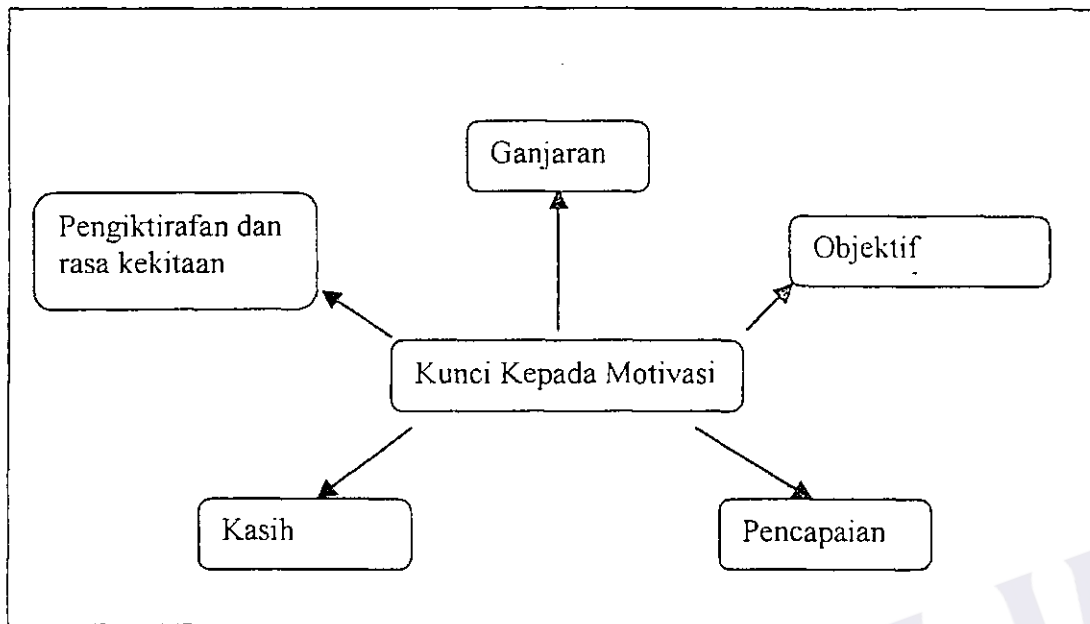 Ganjaran
Pengiktirafan dan
rasa kekitaan
Objektif
Kunci Kepada Motivasi
Kasih
Pencapaian